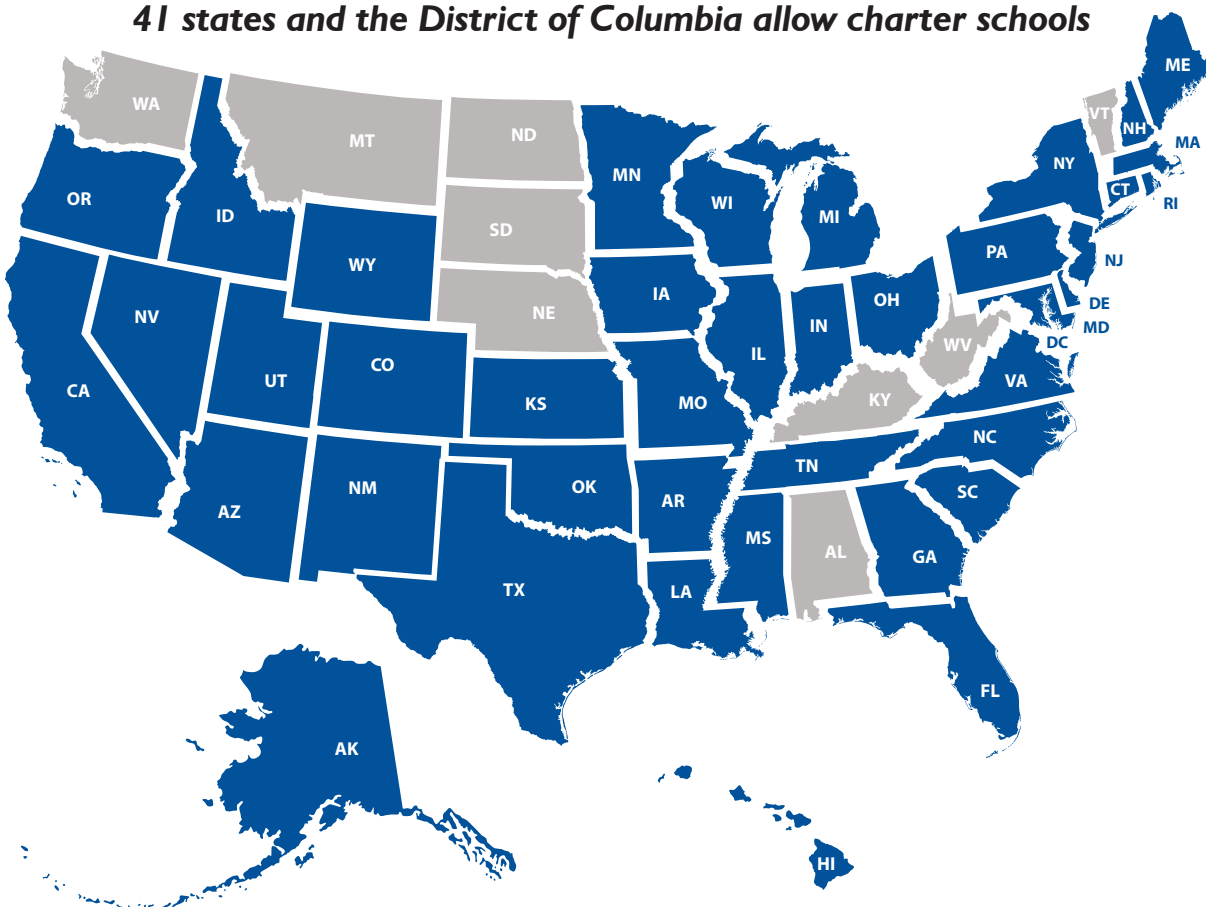 41 states and the District of Columbia allow charter schools
ME
WA
VT
NH
MT
ND
MA
MN
NY
OR
CT
RI
ID
WI
MI
SD
PA
NJ
WY
IA
OH
DE
NV
NE
IN
MD
DC
WV
IL
CO
UT
VA
CA
KY
KS
MO
NC
TN
NM
OK
SC
AR
AZ
MS
AL
GA
TX
LA
FL
AK
HI